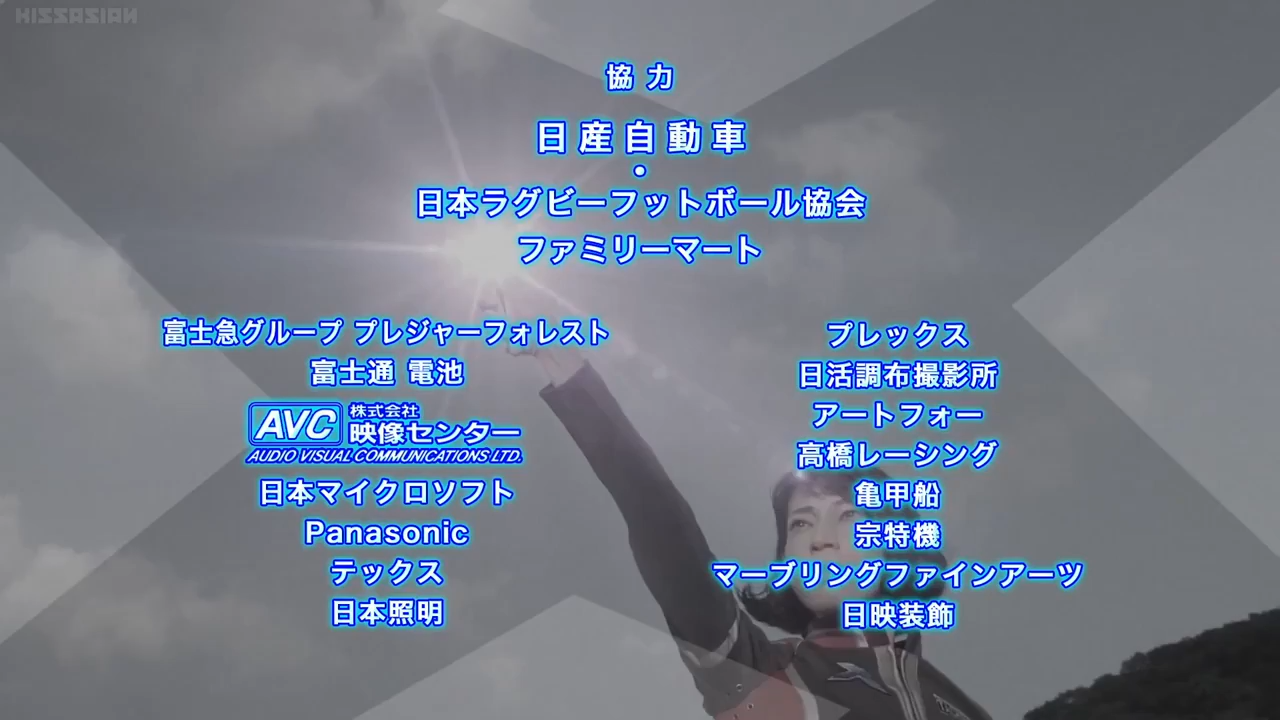 KISSASIAN
協力
日産自動車
・
日本ラグビーフットボール協会
ファミリーマート
富士急グループ プレジャーフォレスト
富士通 電池
AVC 株式会社
映像センター
AUDIO VISUAL COMMUNICATIONS LTD.
日本マイクロソフト
Panasonic
テックス
日本照明
プレックス
日活調布撮影所
アートフォー
高橋レーシング
亀甲船
宗特機
マーブリングファインアーツ
日映装飾